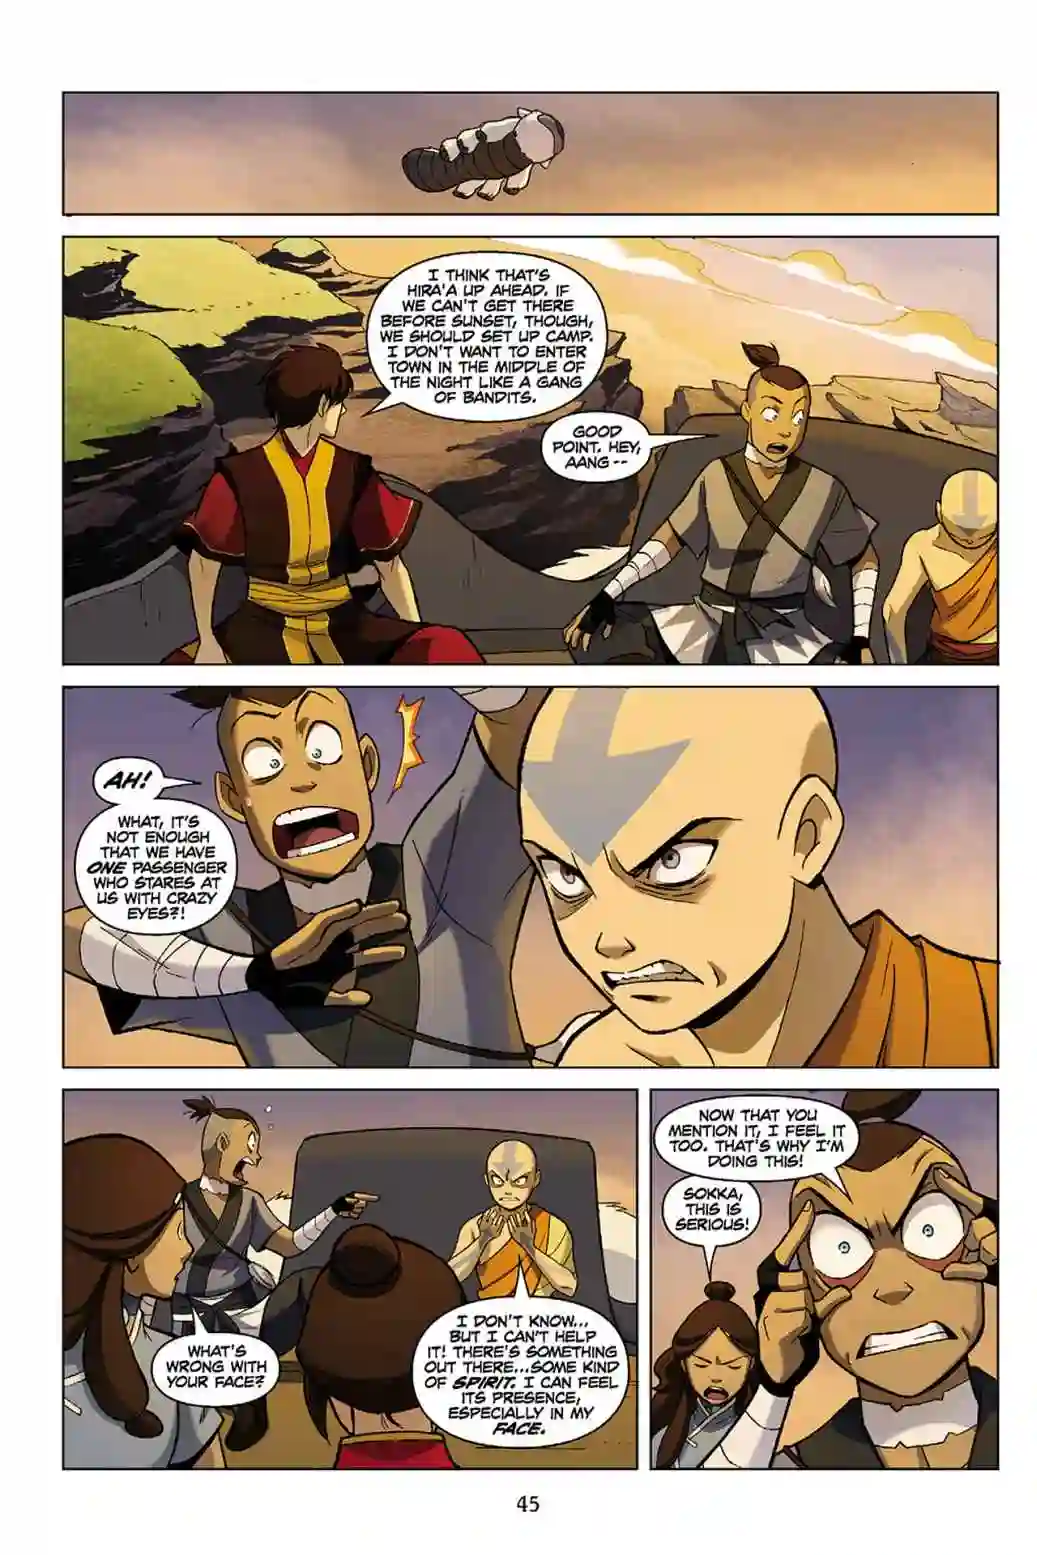 I THINK THAT'S
HIRA'A UP AHEAD. IF
WE CAN'T GET THERE
BEFORE SUNSET, THOUGH,
WE SHOULD SET UP CAMP.
I DON'T WANT TO ENTER
TOWN IN THE MIDDLE OF
THE NIGHT LIKE A GANG
OF BANDITS.
GOOD
POINT. HEY,
AANG --
AH!
WHAT, IT'S
NOT ENOUGH
THAT WE HAVE
ONE PASSENGER
WHO STARES AT
US WITH CRAZY
EYES?!
WHAT'S
WRONG WITH
YOUR FACE?
I DON'T KNOW...
BUT I CAN'T HELP
IT! THERE'S SOMETHING
OUT THERE...SOME KIND
OF SPIRIT. I CAN FEEL
ITS PRESENCE,
ESPECIALLY IN MY
FACE.
NOW THAT YOU
MENTION IT, I FEEL IT
TOO. THAT'S WHY I'M
DOING THIS!
SOKKA,
THIS IS
SERIOUS!
45